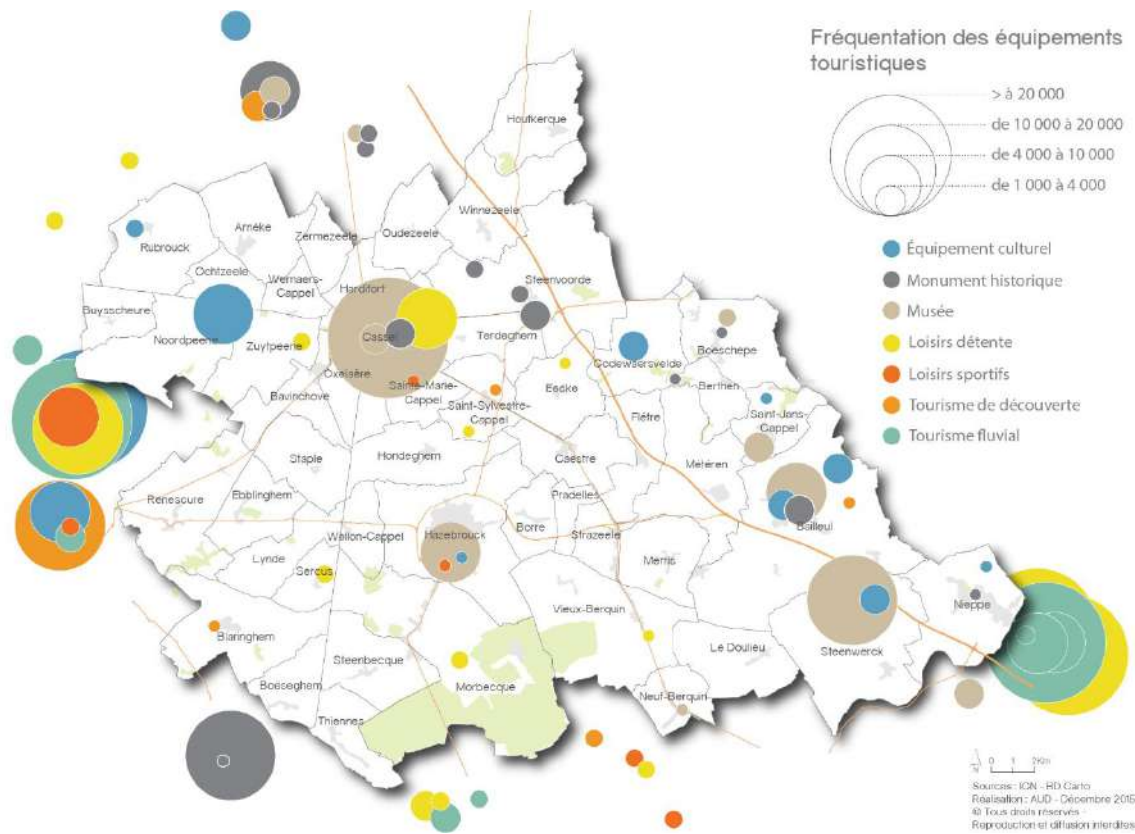 Fréquentation des équipements
touristiques
> à 20 000
de 10 000 à 20 000
de 4 000 à 10 000
de 1 000 à 4 000
Équipement culturel
Monument historique
Musée
Loisirs détente
Loisirs sportifs
Tourisme de découverte
Tourisme fluvial
Houtkerque
Winnezeele
Oudezeele
Zermezeele
Arnèke
Rubrouck
Ochtzeele
Wemaers-
Cappel
Hardifort
Steenvoorde
Buysscheure
Noordpeene
Zuytpeene
Cassel
Terdeghem
Godewaersvelde
Boeschepe
Oxelaëre
Bavinchove
Sainte-Marie-
Cappel
Saint-Sylvestre-
Cappel
Eecke
Berthen
Flêtre
Saint-Jans-
Cappel
Staple
Hondeghem
Caestre
Météren
Renescure
Ebblinghem
Pradelles
Bailleul
Wallon-Cappel
Hazebrouck
Borre
Strazeele
Lynde
Sercus
Merris
Nieppe
Vieux-Berquin
Blaringhem
Steenbecque
Le Doulieu
Steenwerck
Morbecque
Boeseghem
Neuf-Berquin
Thiennes
N
0 1 2Km
Sources : IGN - BD Carto
Réalisation : AUD - Décembre 2015
© Tous droits réservés -
Reproduction et diffusion interdites